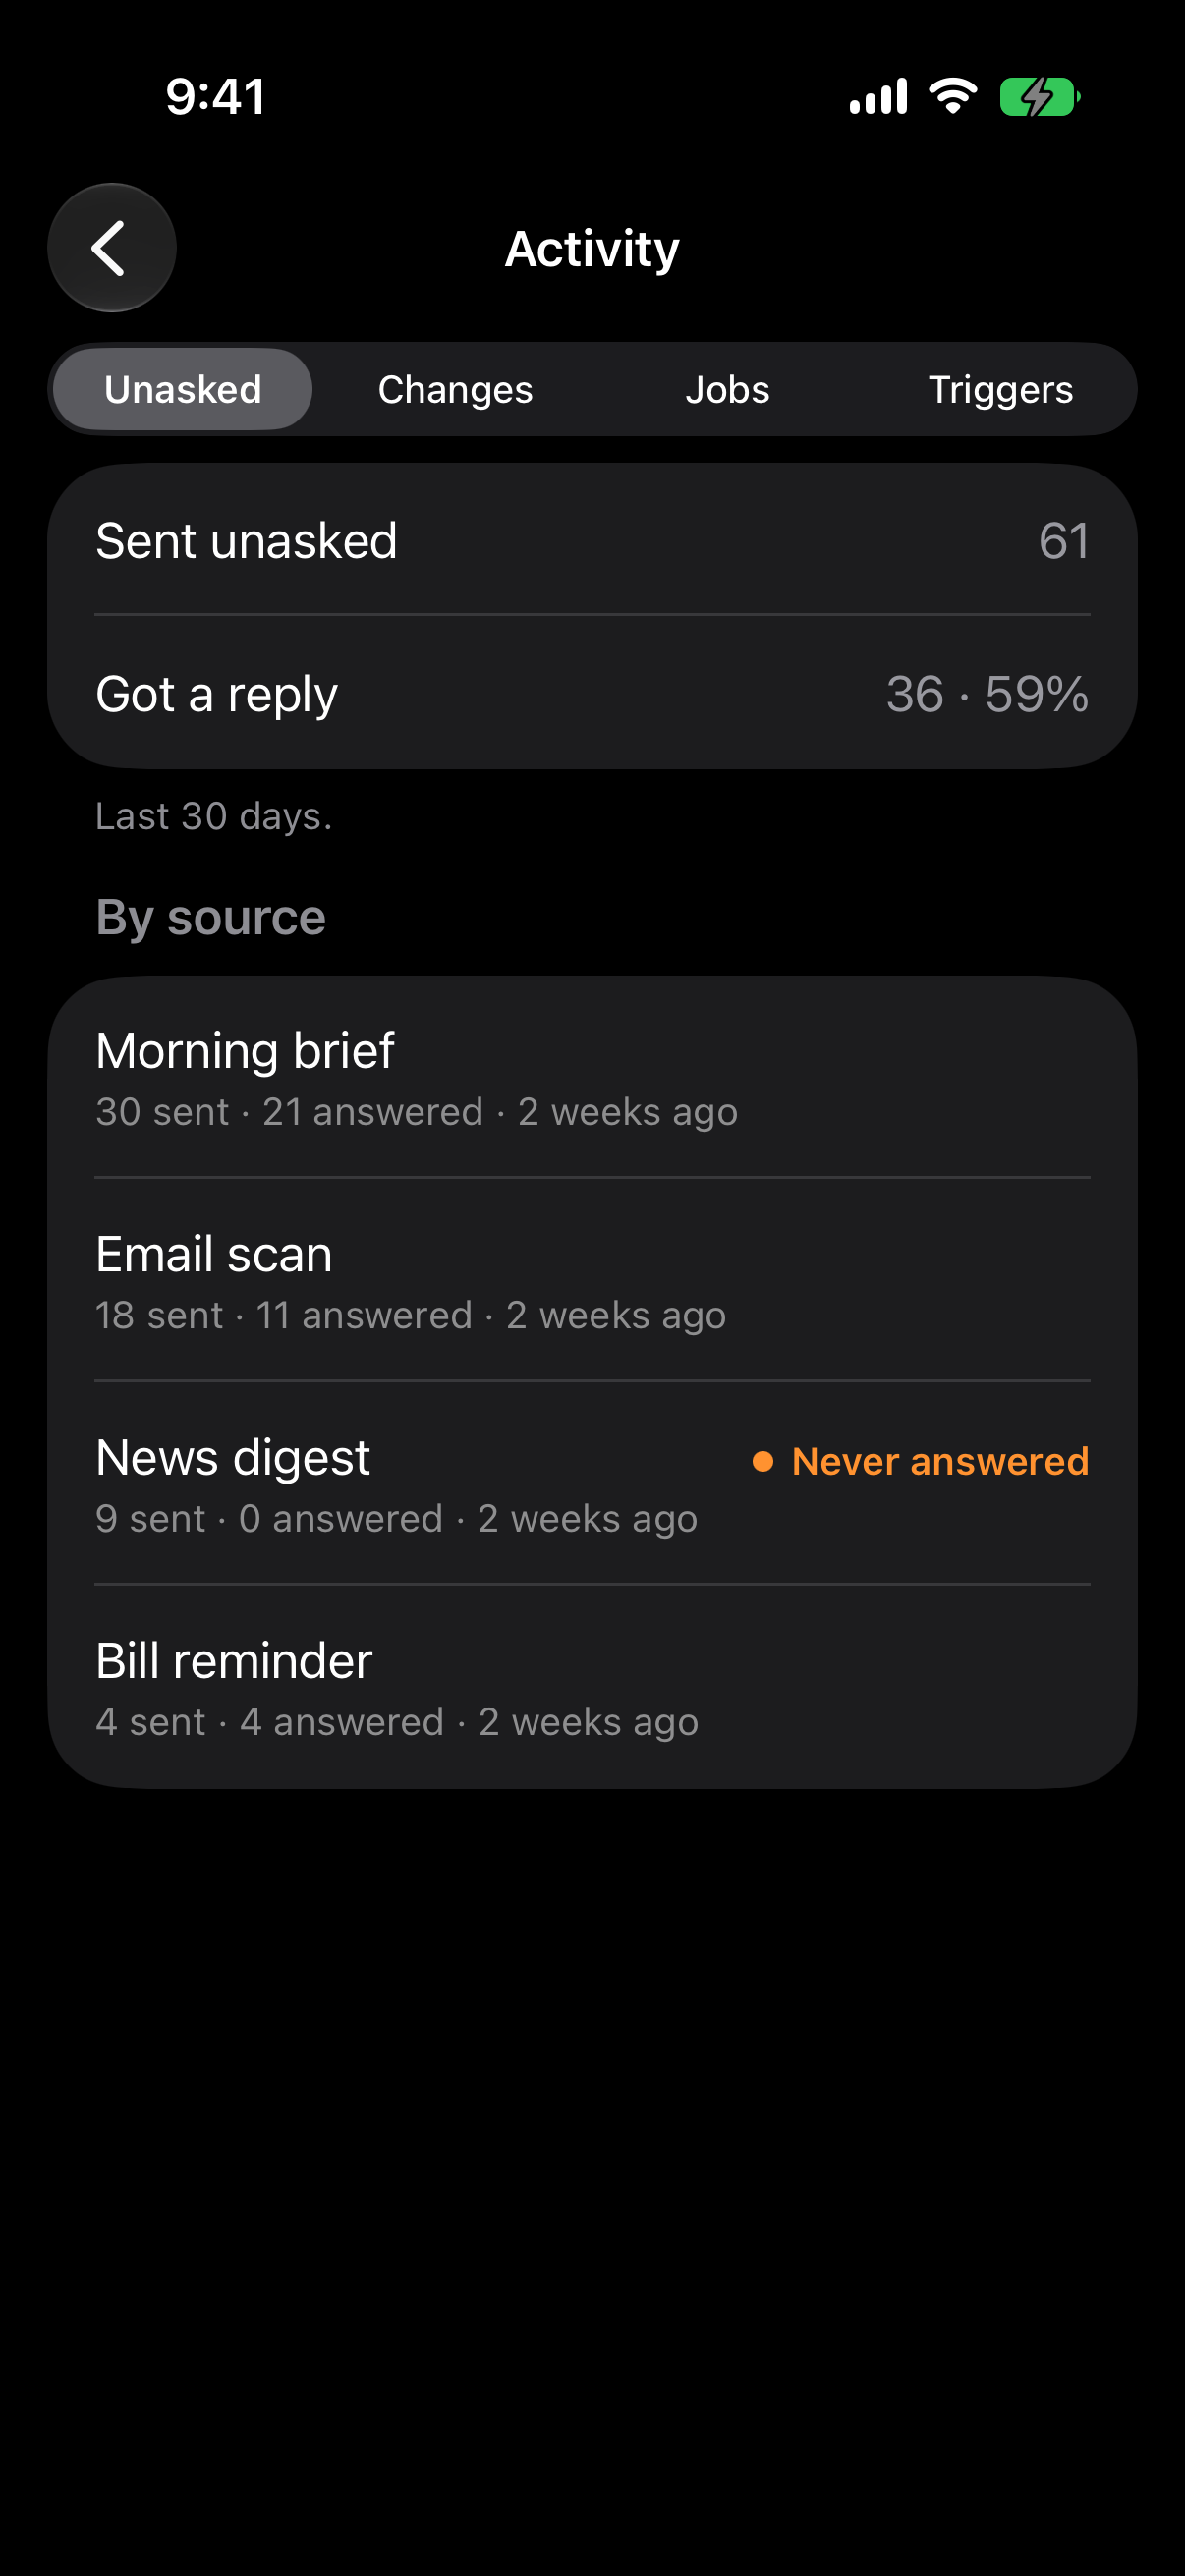 9:41
Activity
Unasked Changes Jobs Triggers
Sent unasked 61
Got a reply 36 · 59%
Last 30 days.
By source
Morning brief
30 sent · 21 answered · 2 weeks ago
Email scan
18 sent · 11 answered · 2 weeks ago
News digest Never answered
9 sent · 0 answered · 2 weeks ago
Bill reminder
4 sent · 4 answered · 2 weeks ago